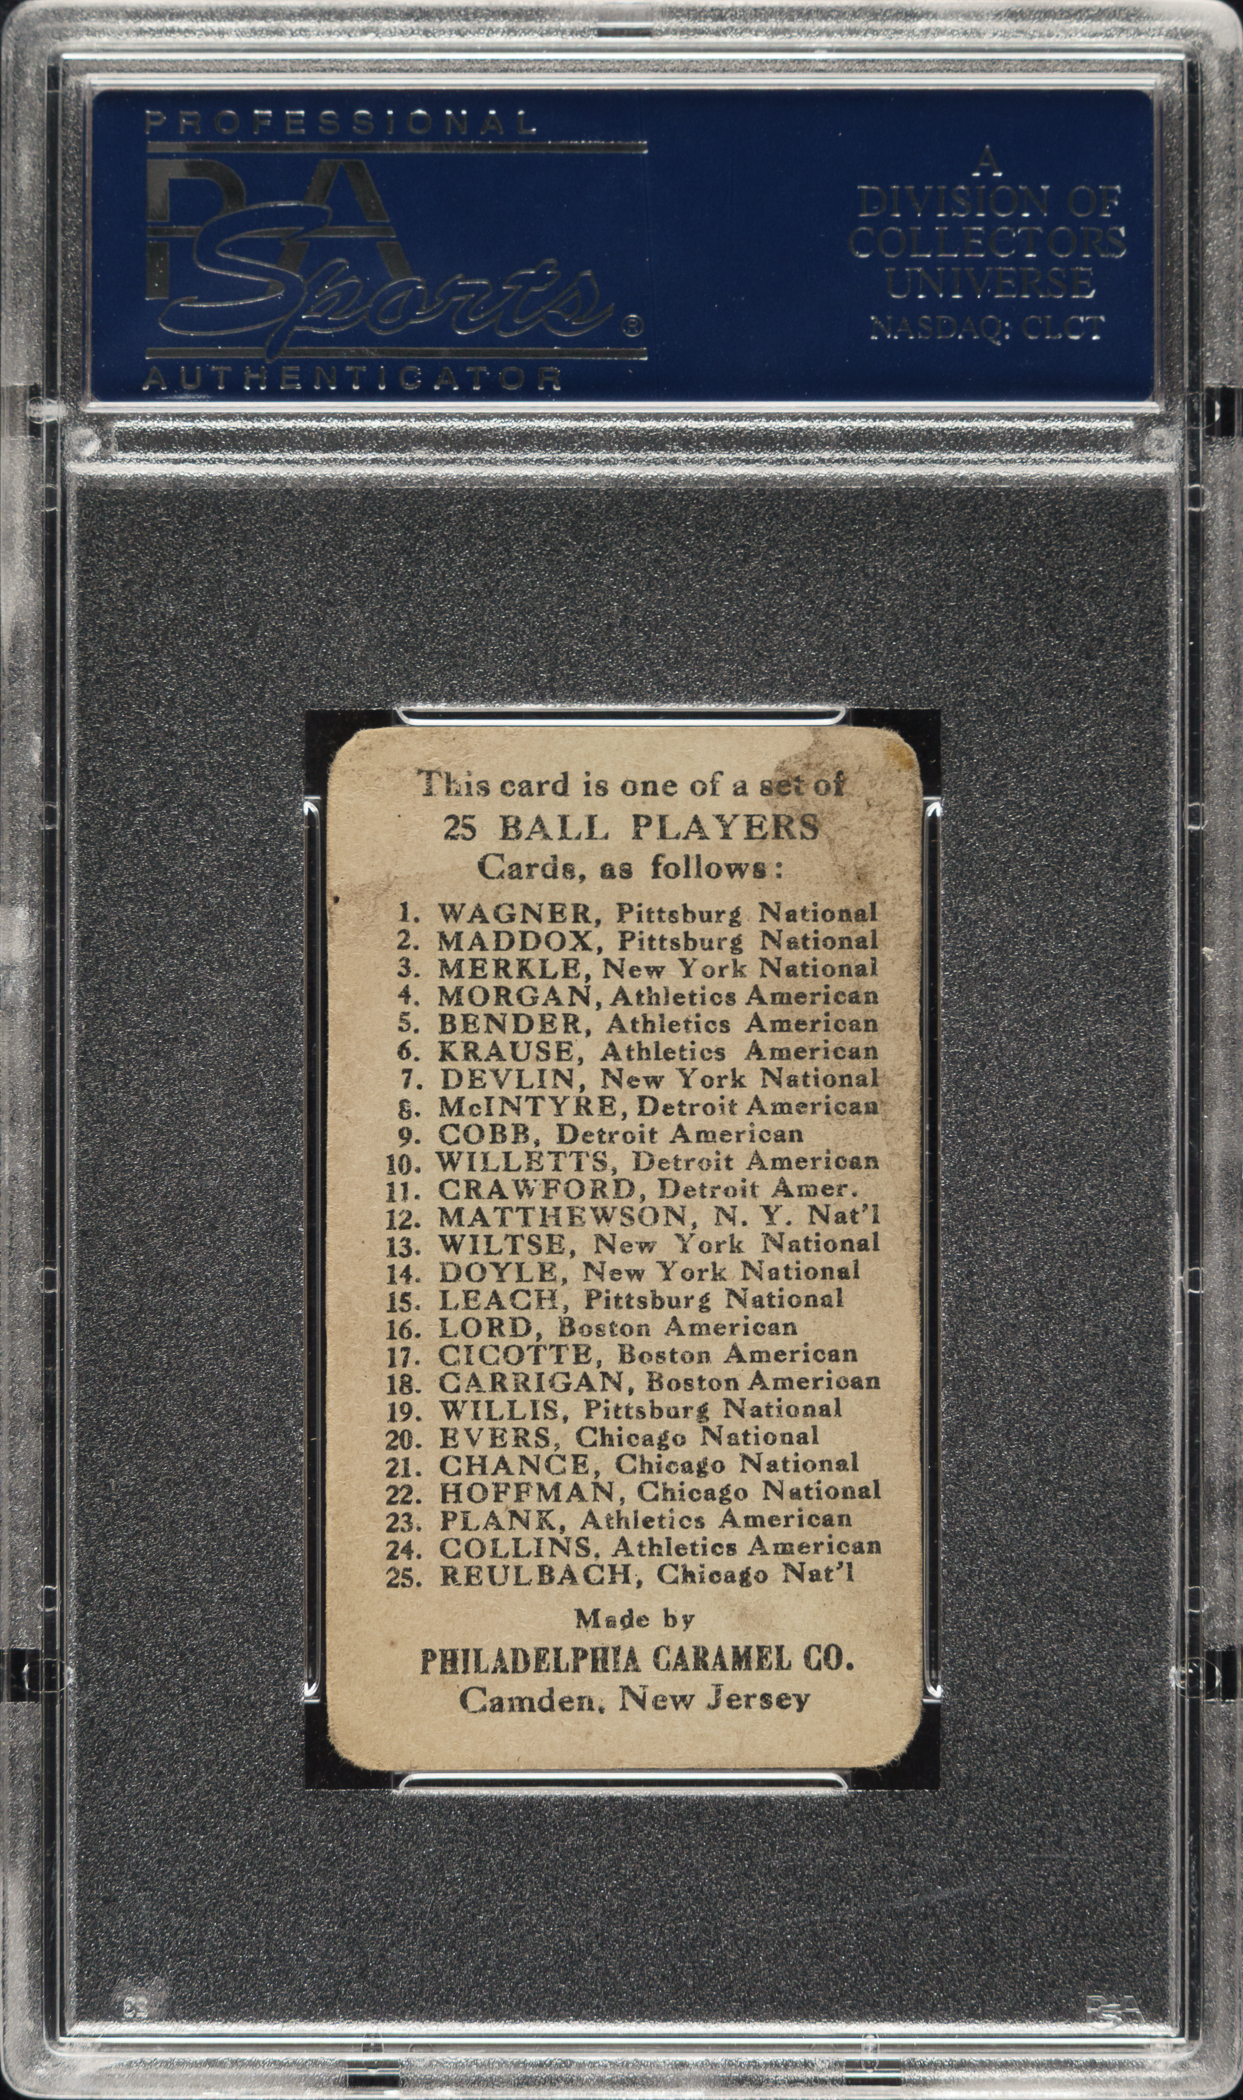 PROFESSIONAL
PSA
Sports ®
AUTHENTICATOR
A
DIVISION OF
COLLECTORS
UNIVERSE
NASDAQ: CLCT
This card is one of a set of
25 BALL PLAYERS
Cards, as follows:
1. WAGNER, Pittsburg National
2. MADDOX, Pittsburg National
3. MERKLE, New York National
4. MORGAN, Athletics American
5. BENDER, Athletics American
6. KRAUSE, Athletics American
7. DEVLIN, New York National
8. McINTYRE, Detroit American
9. COBB, Detroit American
10. WILLETTS, Detroit American
11. CRAWFORD, Detroit Amer.
12. MATTHEWSON, N. Y. Nat'l
13. WILTSE, New York National
14. DOYLE, New York National
15. LEACH, Pittsburg National
16. LORD, Boston American
17. CICOTTE, Boston American
18. CARRIGAN, Boston American
19. WILLIS, Pittsburg National
20. EVERS, Chicago National
21. CHANCE, Chicago National
22. HOFFMAN, Chicago National
23. PLANK, Athletics American
24. COLLINS, Athletics American
25. REULBACH, Chicago Nat'l
Made by
PHILADELPHIA CARAMEL CO.
Camden, New Jersey
PSA